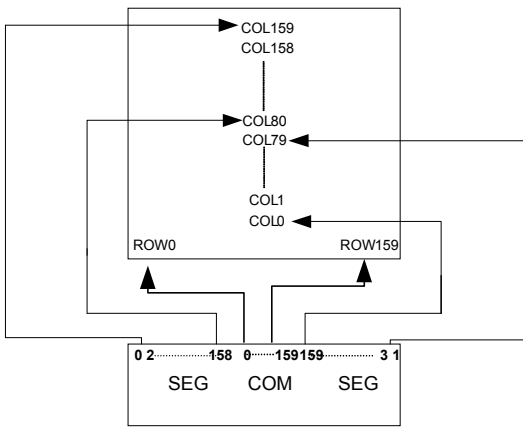 COL159
COL158
COL80
COL79
COL1
COL0
ROW0 ROW159
0 2 158 0 159 159 3 1
SEG COM SEG